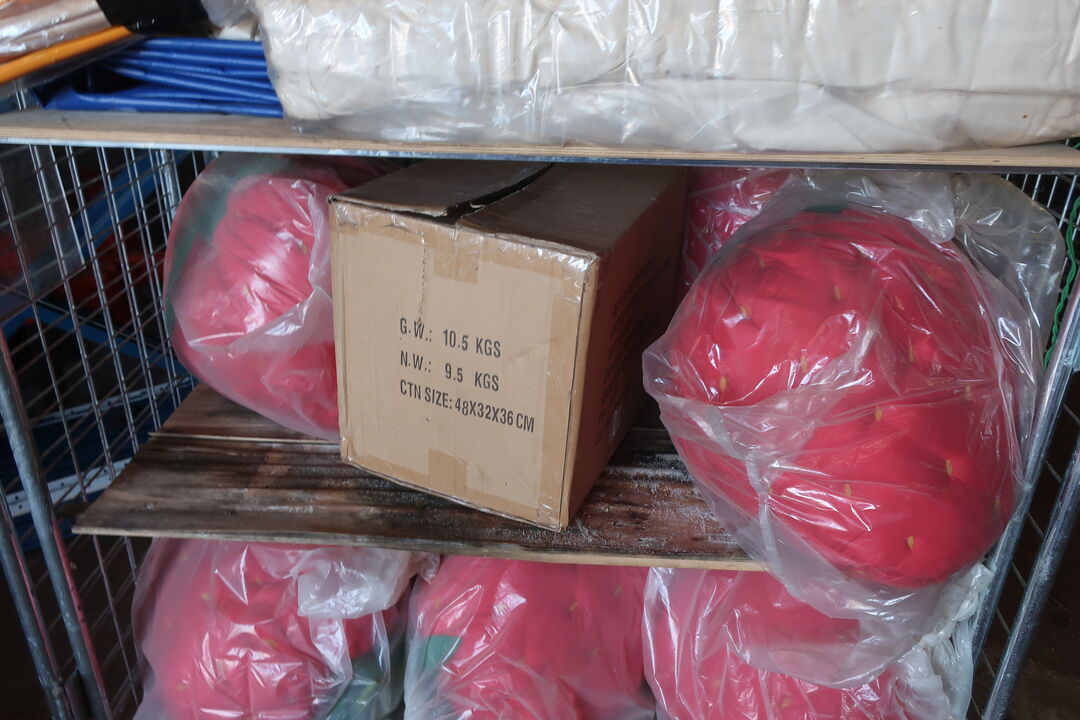 G.W.: 10.5 KGS
N.W.: 9.5 KGS
CTN SIZE: 48X32X36 CM